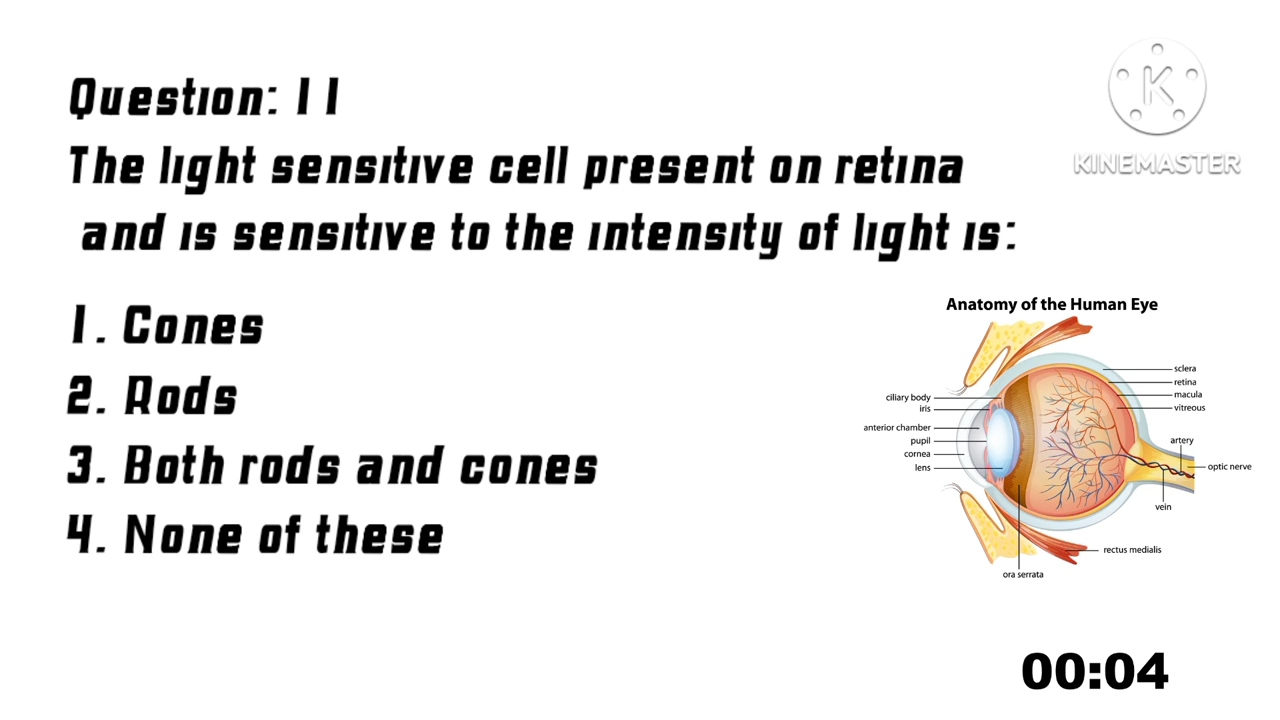 Question: 11
The light sensitive cell present on retina
and is sensitive to the intensity of light is:
1. Cones
2. Rods
3. Both rods and cones
4. None of these
KINEMASTER
Anatomy of the Human Eye
sclera
retina
macula
vitreous
artery
optic nerve
vein
rectus medialis
ora serrata
ciliary body
iris
anterior chamber
pupil
cornea
lens
00:04